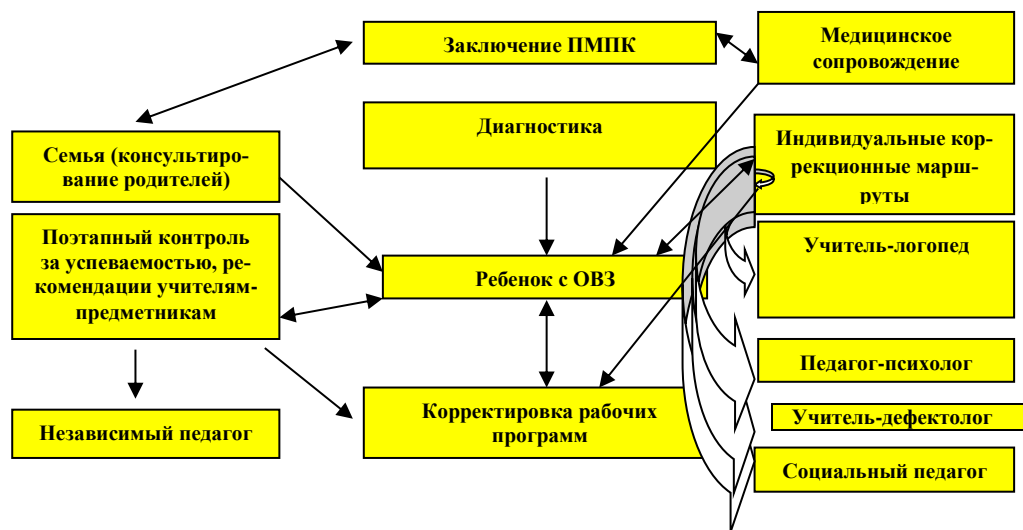 Заключение ПМПК
Медицинское
сопровождение
Диагностика
Индивидуальные кор-
рекционные марш-
руты
Семья (консультиро-
вание родителей)
Поэтапный контроль
за успеваемостью, ре-
комендации учителям-
предметникам
Учитель-логопед
Ребенок с ОВЗ
Педагог-психолог
Независимый педагог
Корректировка рабочих
программ
Учитель-дефектолог
Социальный педагог